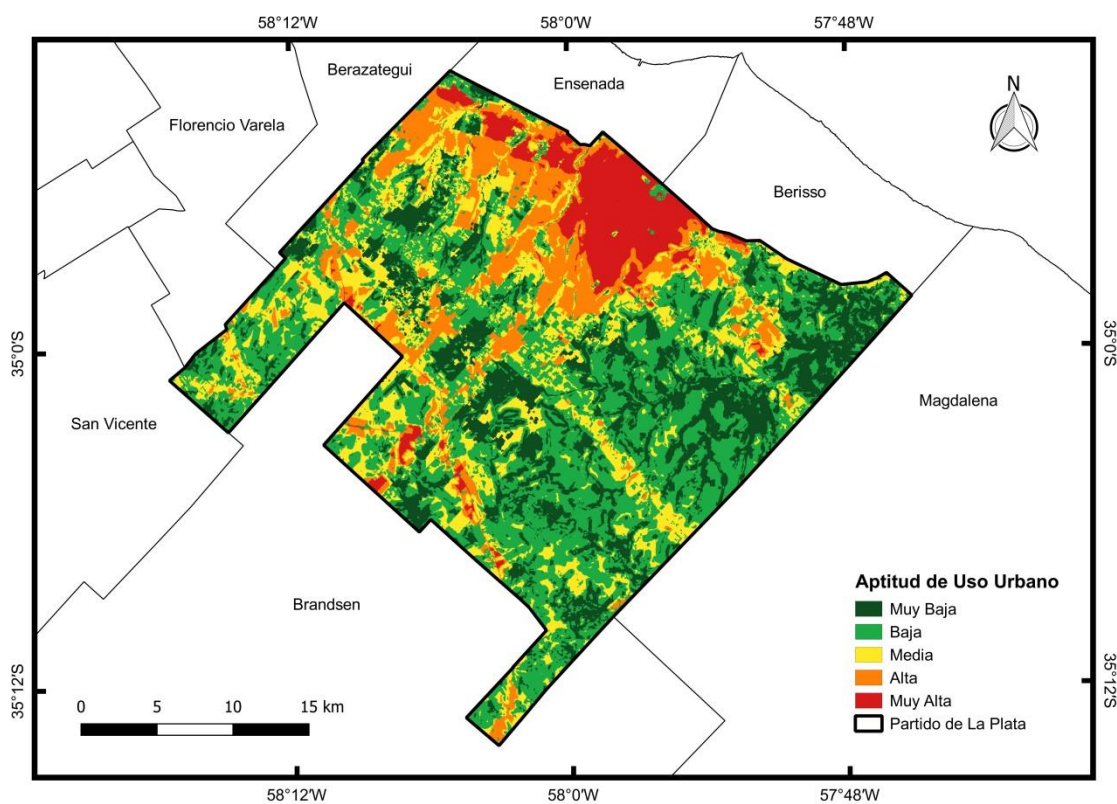 58°12'W
58°0'W
57°48'W
Berazategui
Ensenada
N
Florencio Varela
Berisso
35°0'S
35°0'S
Magdalena
San Vicente
Aptitud de Uso Urbano
Muy Baja
Baja
Media
Alta
Muy Alta
Partido de La Plata
Brandsen
35°12'S
35°12'S
0 5 10 15 km
58°12'W
58°0'W
57°48'W